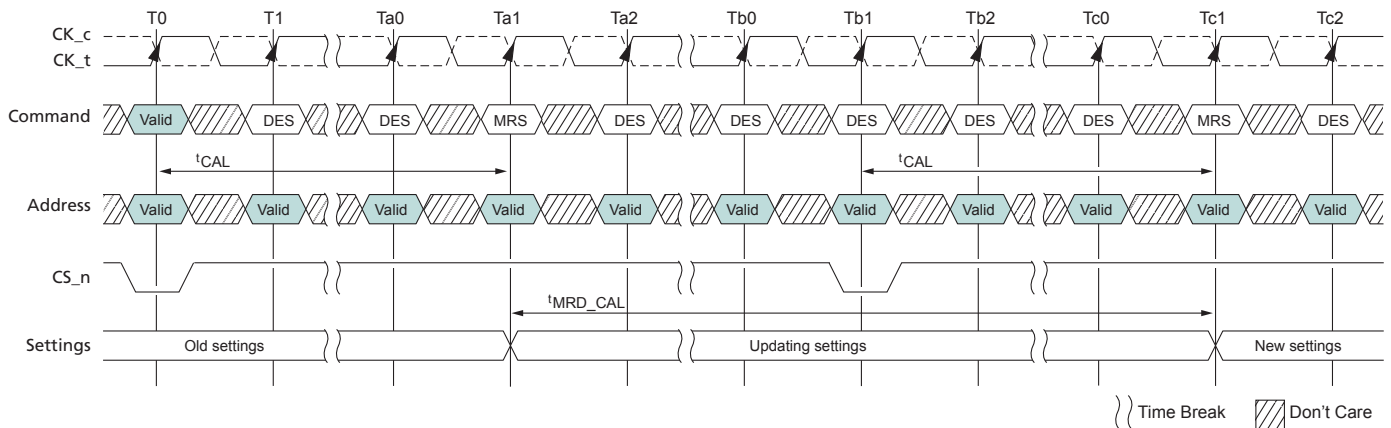 T0 T1 Ta0 Ta1 Ta2 Tb0 Tb1 Tb2 Tc0 Tc1 Tc2
CK_c
CK_t
Command Valid DES DES MRS DES DES DES DES DES MRS DES
tCAL tCAL
Address Valid Valid Valid Valid Valid Valid Valid Valid Valid Valid Valid
CS_n
tMRD_CAL
Settings Old settings Updating settings New settings
Time Break Don't Care